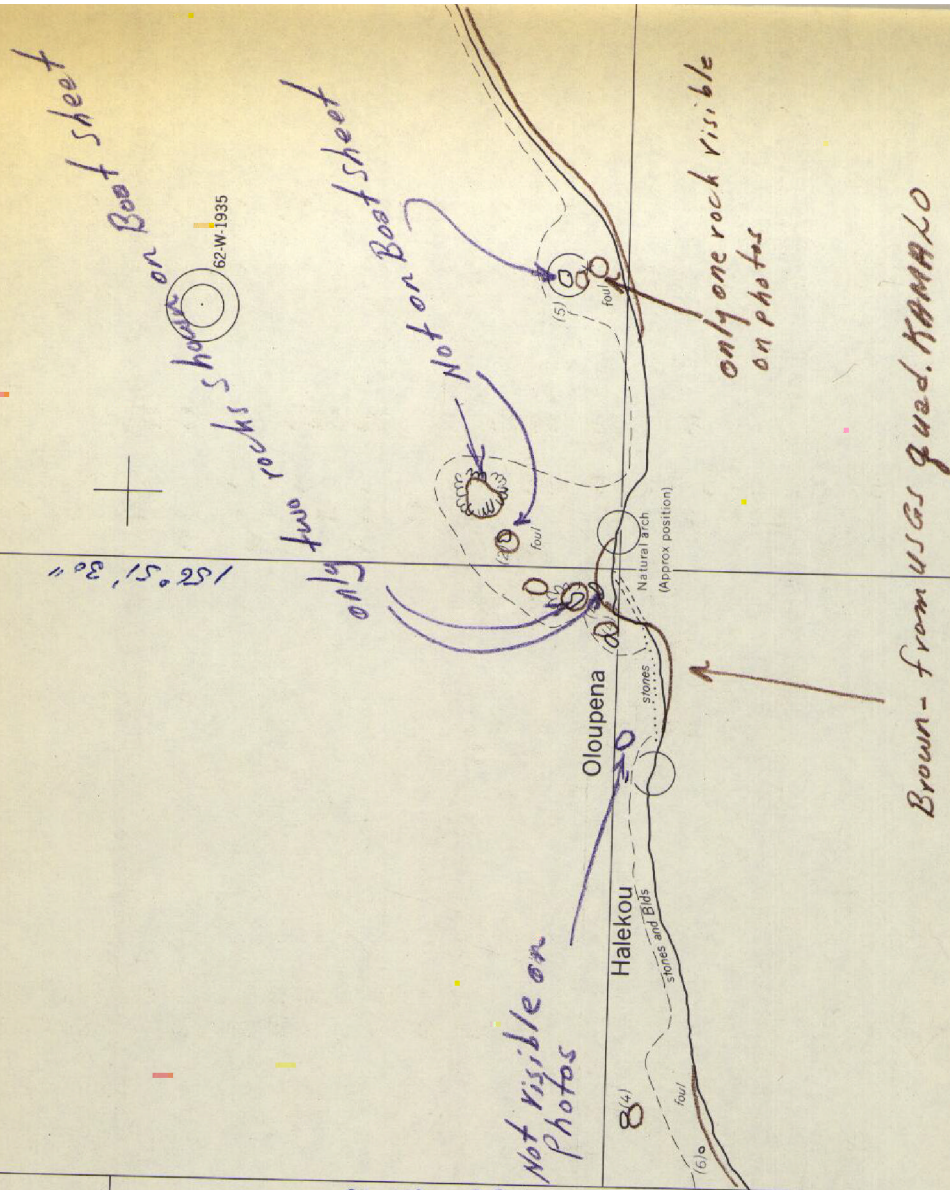 only two rocks shown on Boat sheet
62-W-1935
Not on Boat sheet
only one rock visible
on photos
Brown - from USGS quad. KAMALO
156° 51' 30"
(5)
foul
(2)
foul
Natural arch
(Approx position)
Oloupena
stones
Halekou
stones and Blds
Not visible on
Photos
(4)
foul
(6)